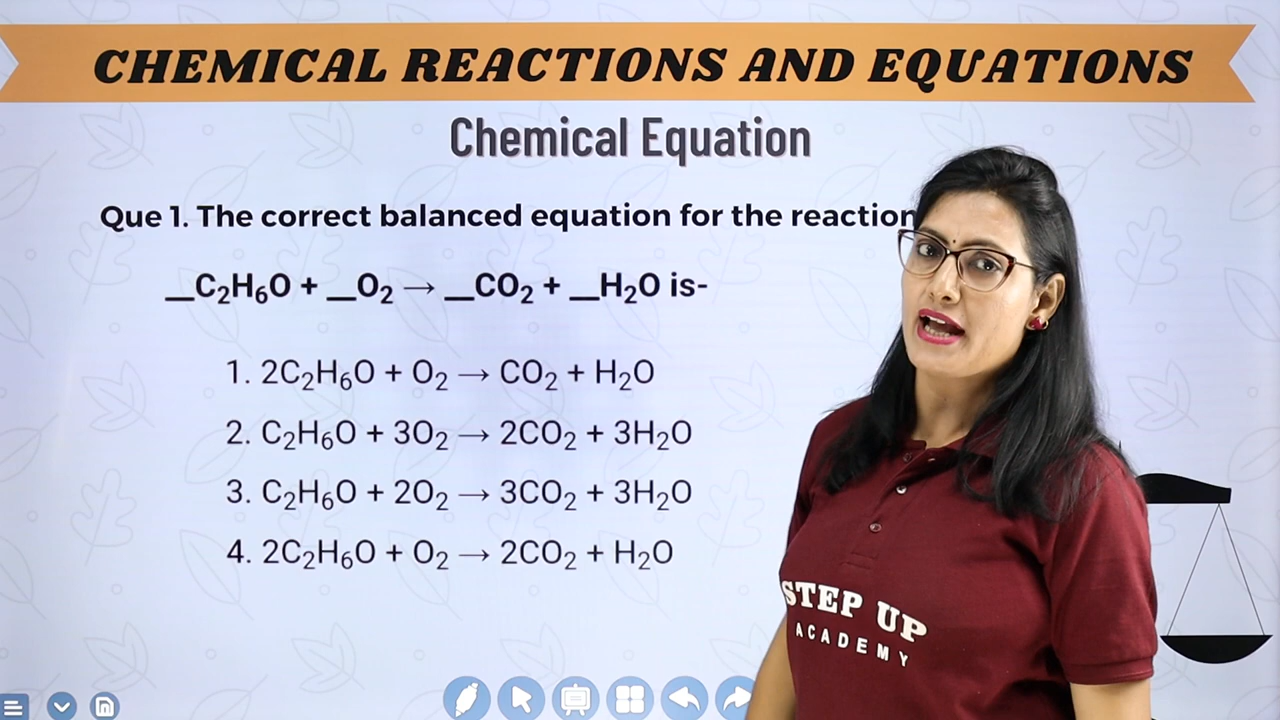 CHEMICAL REACTIONS AND EQUATIONS
Chemical Equation
Que 1. The correct balanced equation for the reaction
__C₂H₆O + __O₂ → __CO₂ + __H₂O is-
1. 2C₂H₆O + O₂ → CO₂ + H₂O
2. C₂H₆O + 3O₂ → 2CO₂ + 3H₂O
3. C₂H₆O + 2O₂ → 3CO₂ + 3H₂O
4. 2C₂H₆O + O₂ → 2CO₂ + H₂O
STEP UP
ACADEMY